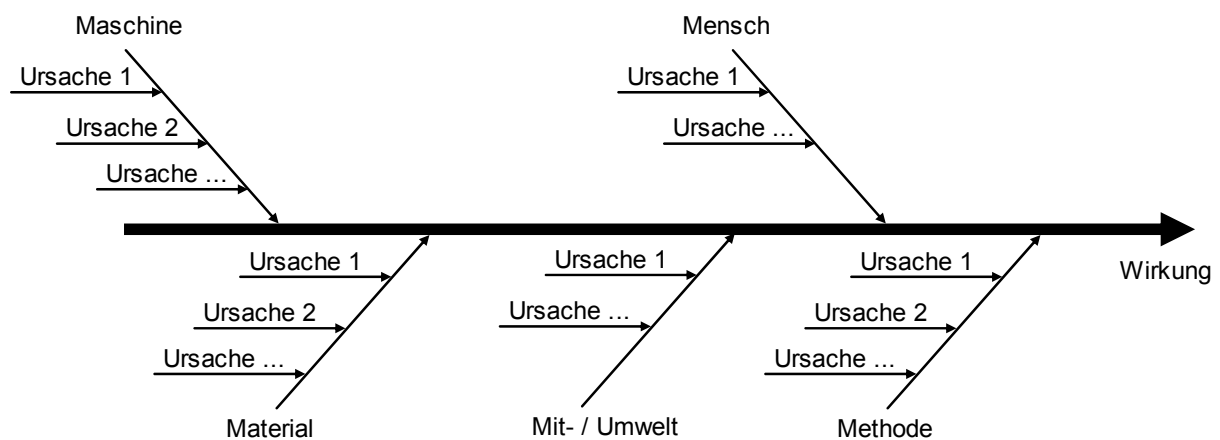 Maschine
Mensch
Ursache 1
Ursache 1
Ursache 2
Ursache …
Ursache …
Ursache 1
Ursache 1
Ursache 1
Wirkung
Ursache 2
Ursache …
Ursache 2
Ursache …
Ursache …
Material
Mit- / Umwelt
Methode